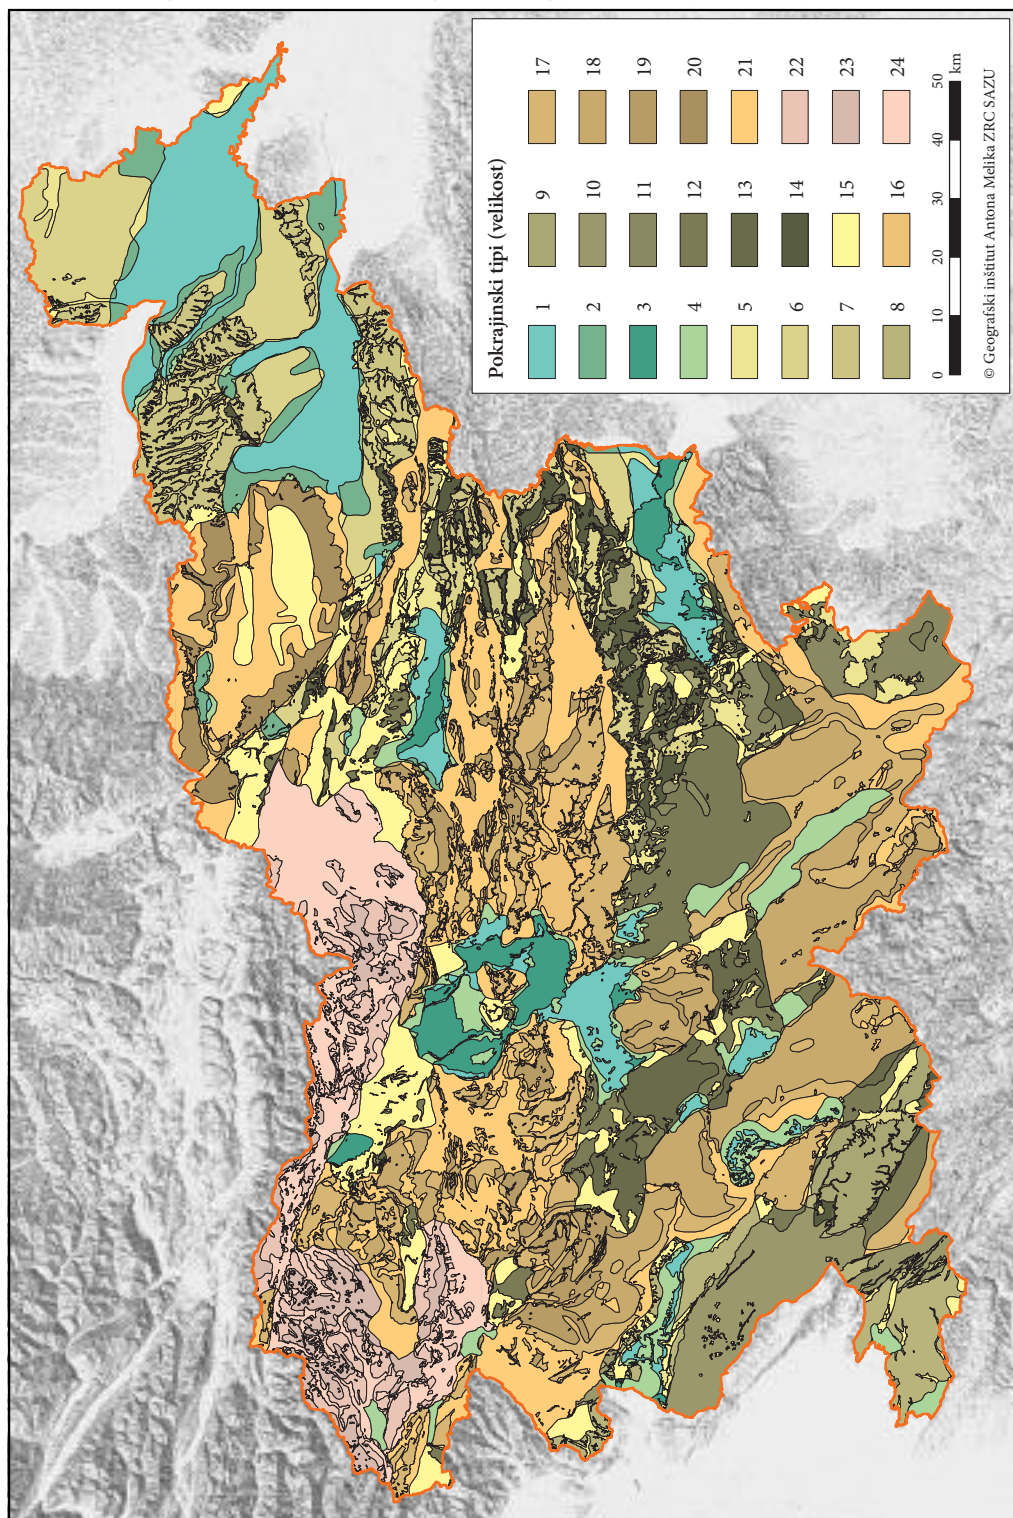 Pokrajinski tipi (velikost)
1 9 17
2 10 18
3 11 19
4 12 20
5 13 21
6 14 22
7 15 23
8 16 24
0 10 20 30 40 50
km
© Geografski inštitut Antona Melika ZRC SAZU